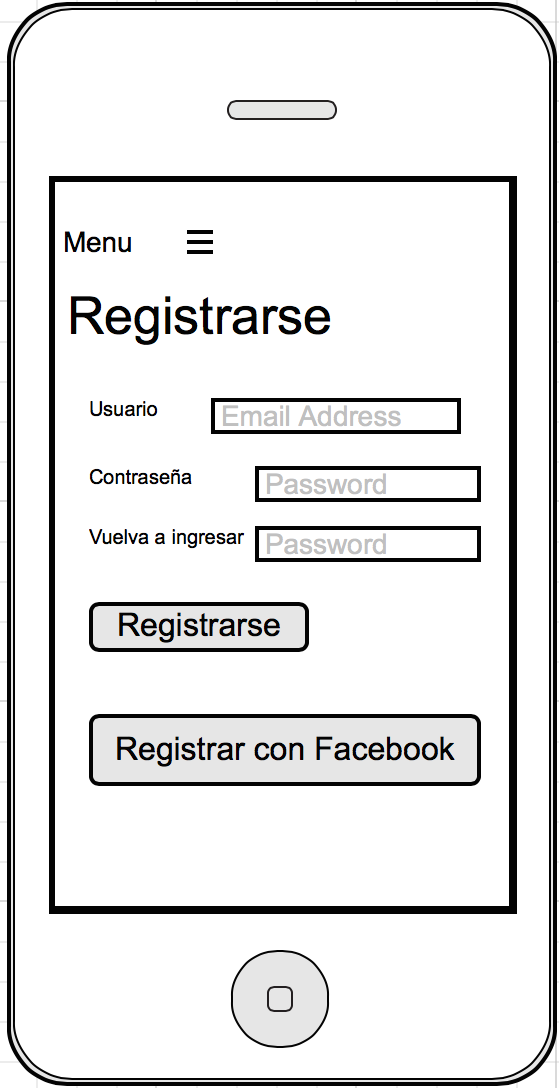 Menu
Registrarse
Usuario
Email Address
Contraseña
Password
Vuelva a ingresar
Password
Registrarse
Registrar con Facebook